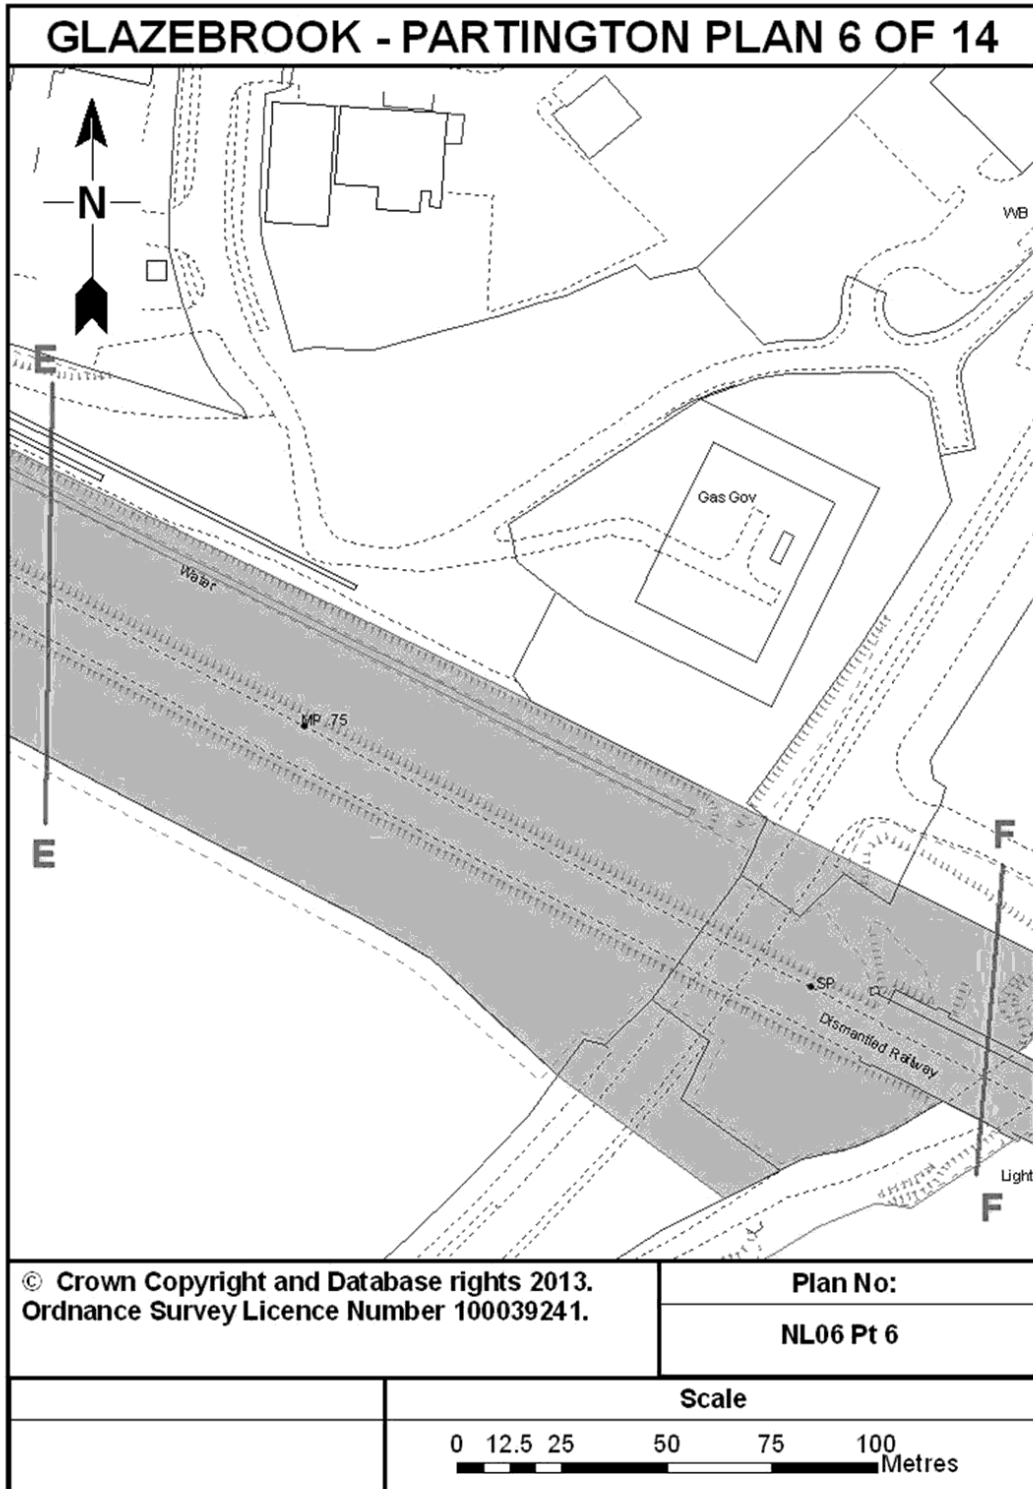 GLAZEBROOK - PARTINGTON PLAN 6 OF 14
N
WB
E
Gas Gov
Water
MP .75
E
F
SP
Dismantled Railway
Light
F
© Crown Copyright and Database rights 2013.
Ordnance Survey Licence Number 100039241.
Plan No:
NL06 Pt 6
Scale
0 12.5 25 50 75 100
Metres